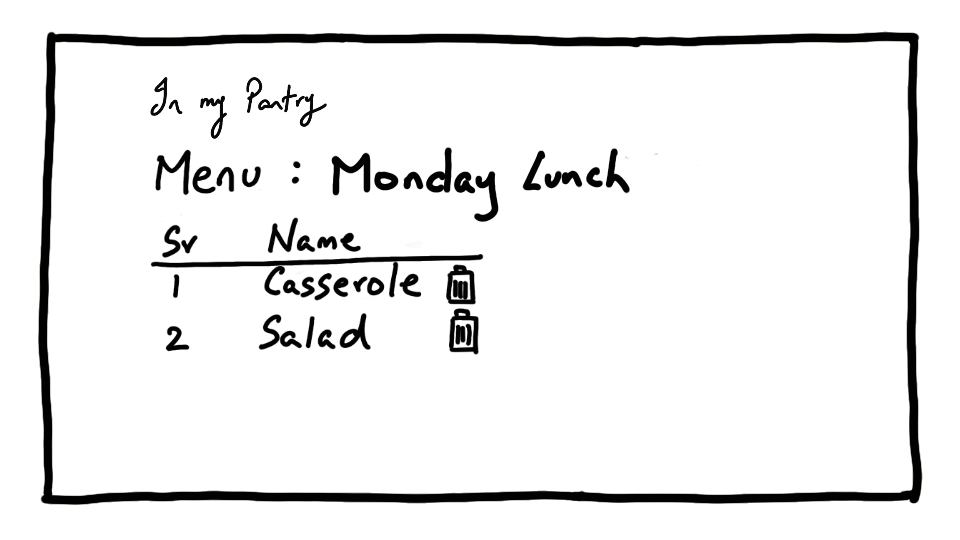 In my Pantry
Menu : Monday Lunch
Sr Name
1 Casserole
2 Salad